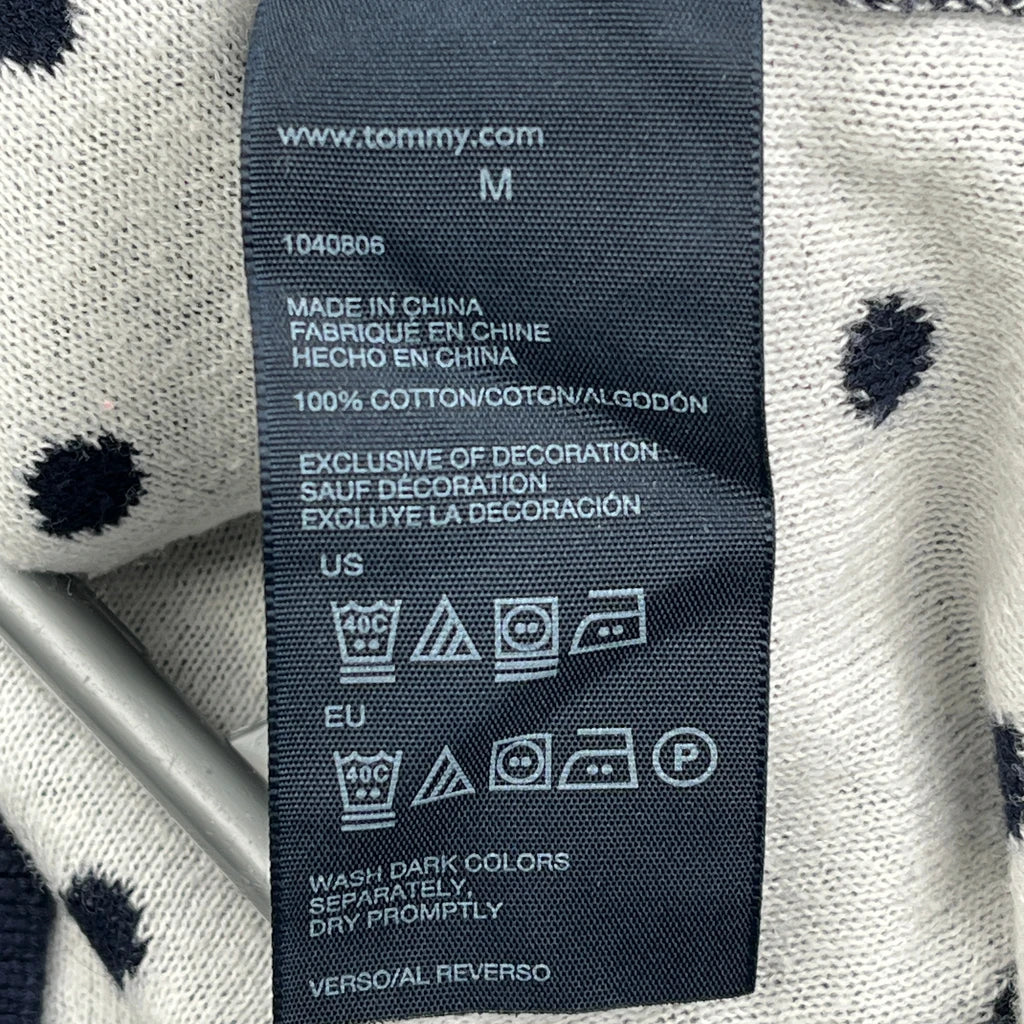 www.tommy.com
M
1040806
MADE IN CHINA
FABRIQUÉ EN CHINE
HECHO EN CHINA
100% COTTON/COTON/ALGODÓN
EXCLUSIVE OF DECORATION
SAUF DÉCORATION
EXCLUYE LA DECORACIÓN
US
40C
EU
40C P
WASH DARK COLORS
SEPARATELY,
DRY PROMPTLY
VERSO/AL REVERSO